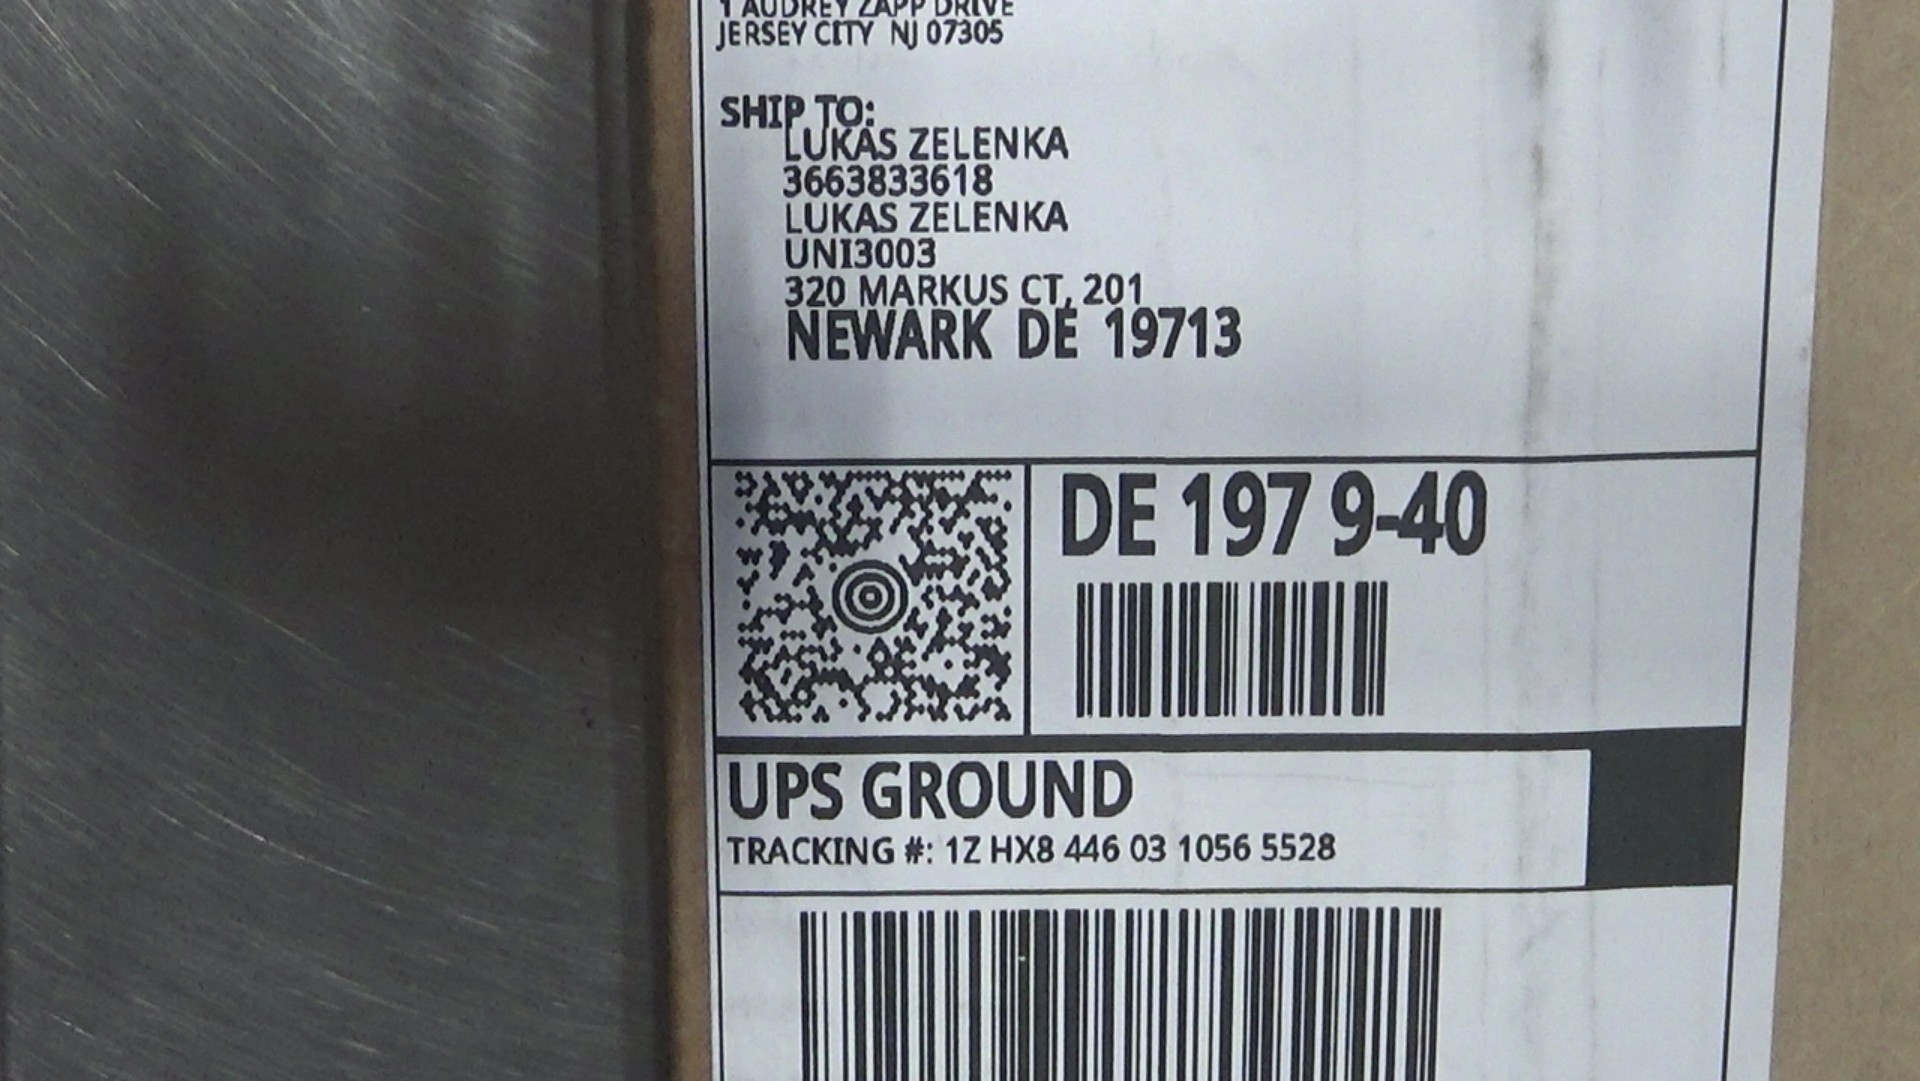 1 AUDREY ZAPP DRIVE
JERSEY CITY NJ 07305
SHIP TO:
LUKAS ZELENKA
3663833618
LUKAS ZELENKA
UNI3003
320 MARKUS CT, 201
NEWARK DE 19713
DE 197 9-40
UPS GROUND
TRACKING #: 1Z HX8 446 03 1056 5528